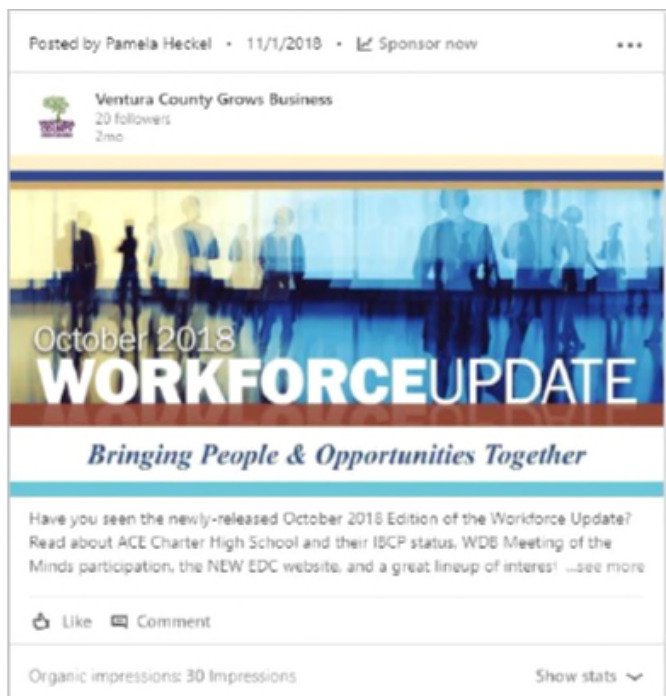 Posted by Pamela Heckel • 11/1/2018 • Sponsor now
Ventura County Grows Business
20 followers
2mo
VENTURA
COUNTY
October 2018
WORKFORCEUPDATE
Bringing People & Opportunities Together
Have you seen the newly-released October 2018 Edition of the Workforce Update?
Read about ACE Charter High School and their IBCP status, WDB Meeting of the
Minds participation, the NEW EDC website, and a great lineup of interest ...see more
Like Comment
Organic impressions: 30 Impressions Show stats